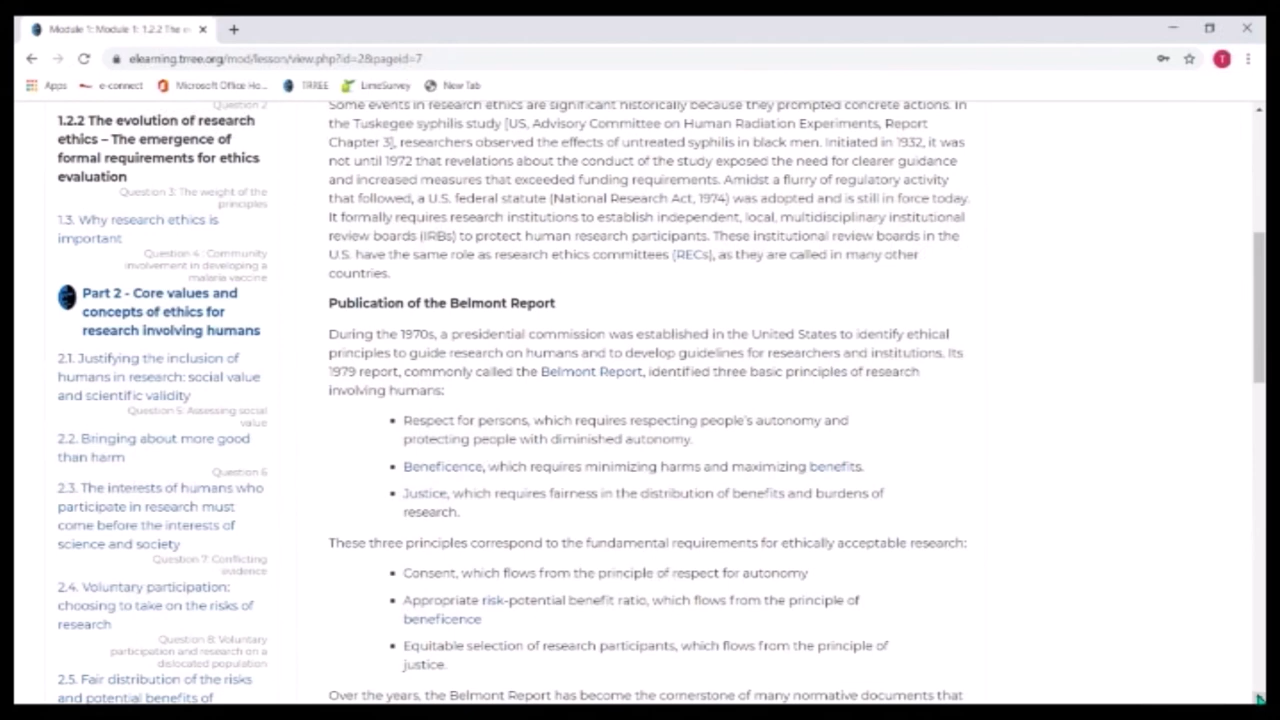 Module 1: Module 1: 1.2.2 The e
elearning.trree.org/mod/lesson/view.php?id=2&pageid=7
T
Apps
e-connect
Microsoft Office Ho...
TRREE
LimeSurvey
New Tab
Question 2
1.2.2 The evolution of research
ethics – The emergence of
formal requirements for ethics
evaluation
Question 3: The weight of the
principles
1.3. Why research ethics is
important
Question 4 : Community
involvement in developing a
malaria vaccine
Part 2 - Core values and
concepts of ethics for
research involving humans
2.1. Justifying the inclusion of
humans in research: social value
and scientific validity
Question 5: Assessing social
value
2.2. Bringing about more good
than harm
Question 6
2.3. The interests of humans who
participate in research must
come before the interests of
science and society
Question 7: Conflicting
evidence
2.4. Voluntary participation:
choosing to take on the risks of
research
Question 8: Voluntary
participation and research on a
dislocated population
2.5. Fair distribution of the risks
and potential benefits of
Some events in research ethics are significant historically because they prompted concrete actions. In
the Tuskegee syphilis study [US, Advisory Committee on Human Radiation Experiments, Report
Chapter 3], researchers observed the effects of untreated syphilis in black men. Initiated in 1932, it was
not until 1972 that revelations about the conduct of the study exposed the need for clearer guidance
and increased measures that exceeded funding requirements. Amidst a flurry of regulatory activity
that followed, a U.S. federal statute [National Research Act, 1974) was adopted and is still in force today.
It formally requires research institutions to establish independent, local, multidisciplinary institutional
review boards (IRBs) to protect human research participants. These institutional review boards in the
U.S. have the same role as research ethics committees (RECs), as they are called in many other
countries.
Publication of the Belmont Report
During the 1970s, a presidential commission was established in the United States to identify ethical
principles to guide research on humans and to develop guidelines for researchers and institutions. Its
1979 report, commonly called the Belmont Report, identified three basic principles of research
involving humans:
• Respect for persons, which requires respecting people's autonomy and
protecting people with diminished autonomy.
• Beneficence, which requires minimizing harms and maximizing benefits.
• Justice, which requires fairness in the distribution of benefits and burdens of
research.
These three principles correspond to the fundamental requirements for ethically acceptable research:
• Consent, which flows from the principle of respect for autonomy
• Appropriate risk-potential benefit ratio, which flows from the principle of
beneficence
• Equitable selection of research participants, which flows from the principle of
justice.
Over the years, the Belmont Report has become the cornerstone of many normative documents that